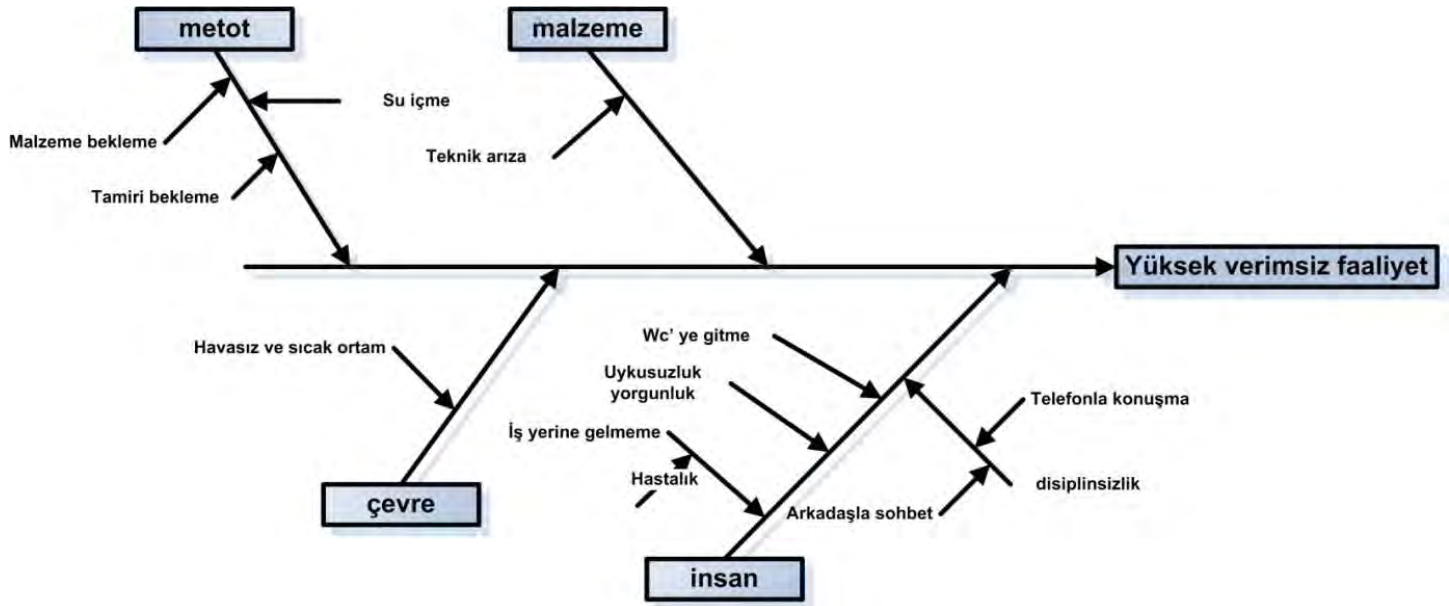 metot
malzeme
Su içme
Malzeme bekleme
Teknik arıza
Tamiri bekleme
Yüksek verimsiz faaliyet
Wc' ye gitme
Havasız ve sıcak ortam
Uykusuzluk
yorgunluk
Telefonla konuşma
İş yerine gelmeme
Hastalık
disiplinsizlik
çevre
Arkadaşla sohbet
insan